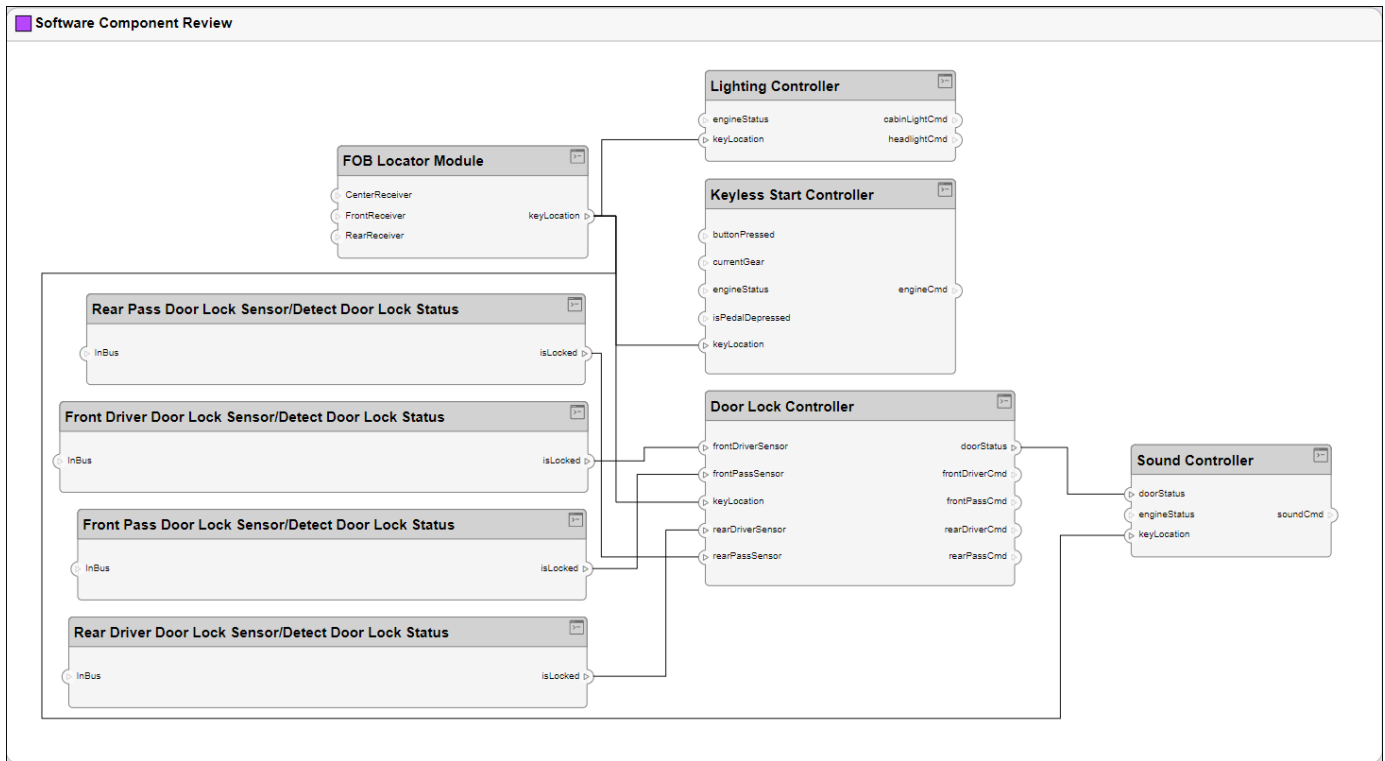 Software Component Review
Lighting Controller
engineStatus
cabinLightCmd
keyLocation
headlightCmd
FOB Locator Module
CenterReceiver
FrontReceiver
keyLocation
RearReceiver
Keyless Start Controller
buttonPressed
currentGear
engineStatus
engineCmd
isPedalDepressed
keyLocation
Rear Pass Door Lock Sensor/Detect Door Lock Status
InBus
isLocked
Front Driver Door Lock Sensor/Detect Door Lock Status
InBus
isLocked
Front Pass Door Lock Sensor/Detect Door Lock Status
InBus
isLocked
Rear Driver Door Lock Sensor/Detect Door Lock Status
InBus
isLocked
Door Lock Controller
frontDriverSensor
doorStatus
frontPassSensor
frontDriverCmd
keyLocation
frontPassCmd
rearDriverSensor
rearDriverCmd
rearPassSensor
rearPassCmd
Sound Controller
doorStatus
engineStatus
soundCmd
keyLocation